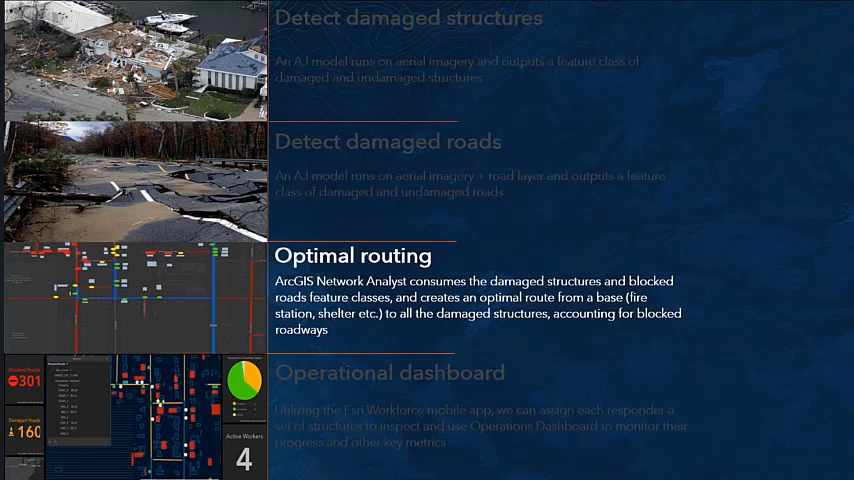 Detect damaged structures
An A.I model runs on aerial imagery and outputs a feature class of
damaged and undamaged structures
Detect damaged roads
An A.I model runs on aerial imagery + road layer and outputs a feature
class of damaged and undamaged roads
Optimal routing
ArcGIS Network Analyst consumes the damaged structures and blocked
roads feature classes, and creates an optimal route from a base (fire
station, shelter etc.) to all the damaged structures, accounting for blocked
roadways
Operational dashboard
Utilizing the Esri Workforce mobile app, we can assign each responder a
set of structures to inspect and use Operations Dashboard to monitor their
progress and other key metrics
Blocked Roads
301
Damaged Roads
160
Active Workers
4